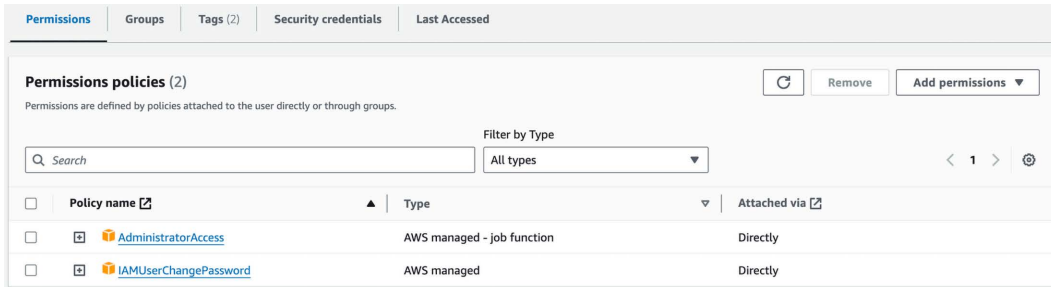 Permissions Groups Tags (2) Security credentials Last Accessed
Permissions policies (2) Remove Add permissions
Permissions are defined by policies attached to the user directly or through groups.
Filter by Type
Search All types 1
Policy name Type Attached via
AdministratorAccess AWS managed - job function Directly
IAMUserChangePassword AWS managed Directly